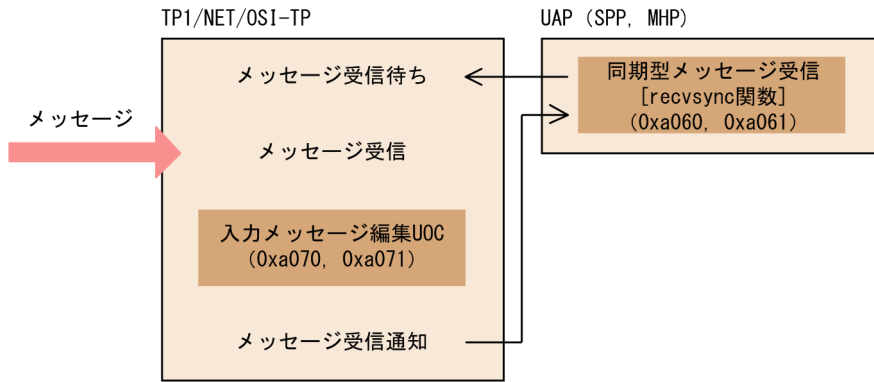 TP1/NET/OSI-TP
UAP (SPP, MHP)
メッセージ受信待ち
同期型メッセージ受信
[recvsync関数]
(0xa060, 0xa061)
メッセージ
メッセージ受信
入力メッセージ編集UOC
(0xa070, 0xa071)
メッセージ受信通知